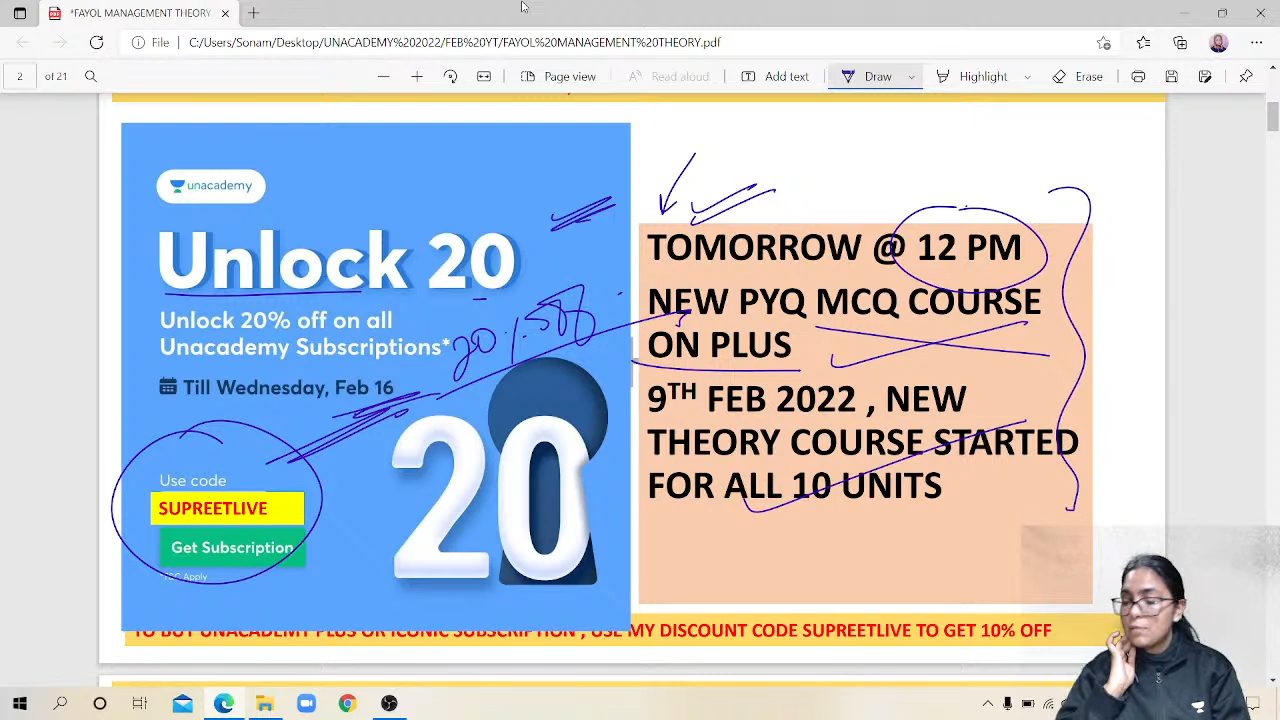 *FAYOL MANAGEMENT THEORY.pdf
File
C:/Users/Sonam/Desktop/UNACADEMY%202022/FEB%20YT/FAYOL%20MANAGEMENT%20THEORY.pdf
2 of 21
Page view
Read aloud
Add text
Draw
Highlight
Erase
unacademy
Unlock 20
Unlock 20% off on all
Unacademy Subscriptions*
Till Wednesday, Feb 16
20
Use code
SUPREETLIVE
Get Subscription
*T&C Apply
TOMORROW @ 12 PM
NEW PYQ MCQ COURSE
ON PLUS
9TH FEB 2022 , NEW
THEORY COURSE STARTED
FOR ALL 10 UNITS
20%
TO BUY UNACADEMY PLUS OR ICONIC SUBSCRIPTION , USE MY DISCOUNT CODE SUPREETLIVE TO GET 10% OFF